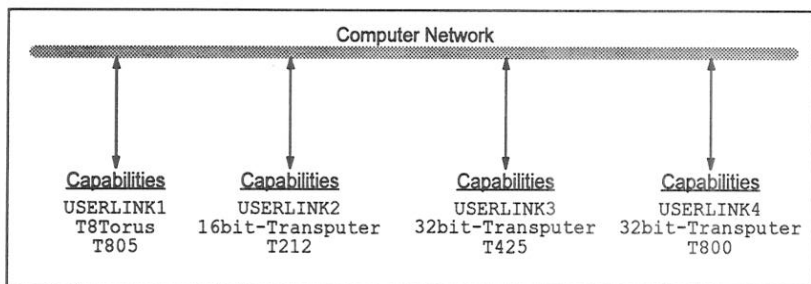 Computer Network
Capabilities
USERLINK1
T8Torus
T805
Capabilities
USERLINK2
16bit-Transputer
T212
Capabilities
USERLINK3
32bit-Transputer
T425
Capabilities
USERLINK4
32bit-Transputer
T800